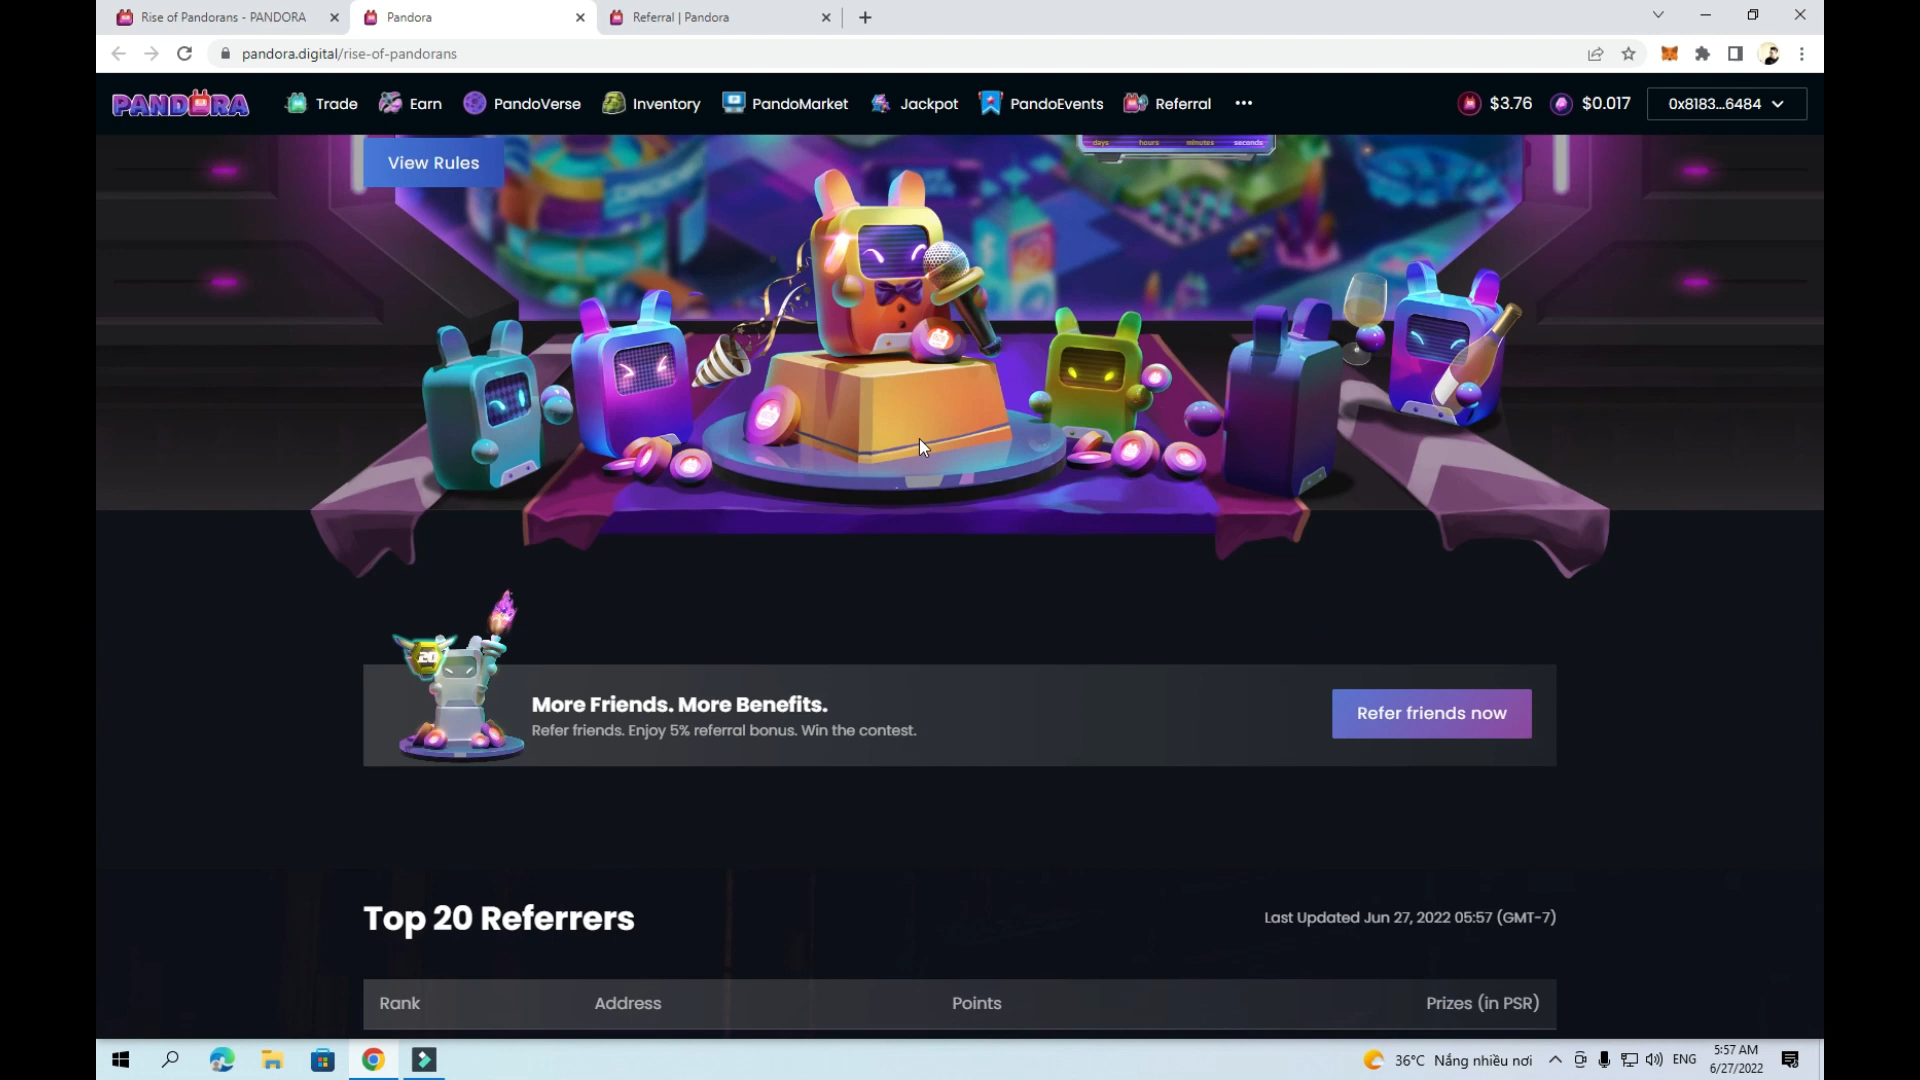 Rise of Pandorans - PANDORA
Pandora
Referral | Pandora
pandora.digital/rise-of-pandorans
PANDORA
Trade
Earn
PandoVerse
Inventory
PandoMarket
Jackpot
PandoEvents
Referral
$3.76
$0.017
0x8183...6484
View Rules
days hours minutes seconds
20
More Friends. More Benefits.
Refer friends. Enjoy 5% referral bonus. Win the contest.
Refer friends now
Top 20 Referrers
Last Updated Jun 27, 2022 05:57 (GMT-7)
Rank Address Points Prizes (in PSR)
36°C Nắng nhiều nơi
ENG
5:57 AM
6/27/2022